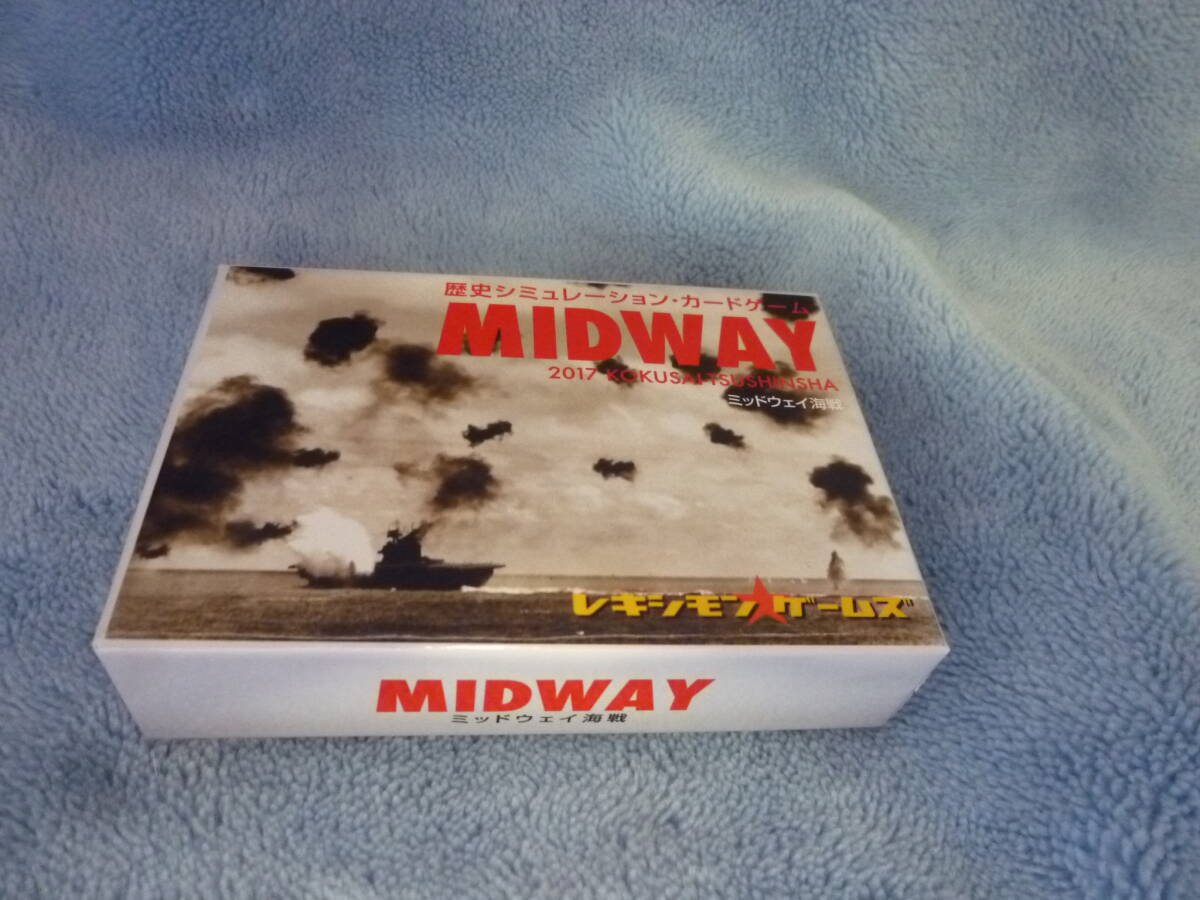 歴史シミュレーション・カードゲーム
MIDWAY
2017 KOKUSAI-TSUSHINSHA
ミッドウェイ海戦
レキシモン★ゲームズ
MIDWAY
ミッドウェイ海戦